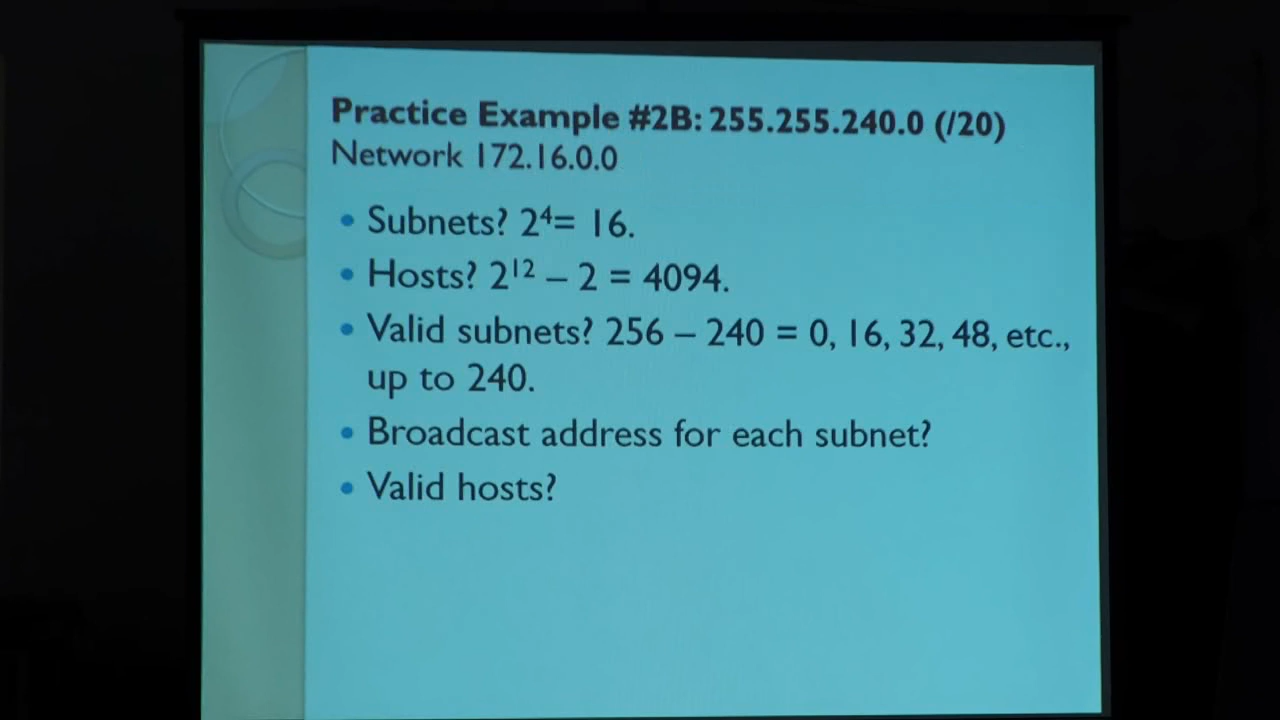 Practice Example #2B: 255.255.240.0 (/20)
Network 172.16.0.0
• Subnets? 2⁴= 16.
• Hosts? 2¹² – 2 = 4094.
• Valid subnets? 256 – 240 = 0, 16, 32, 48, etc.,
up to 240.
• Broadcast address for each subnet?
• Valid hosts?